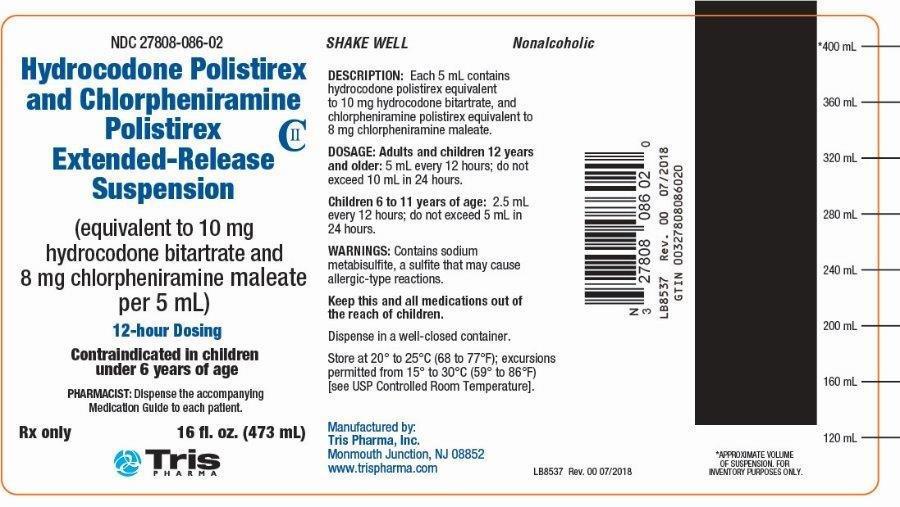 NDC 27808-086-02
Hydrocodone Polistirex
and Chlorpheniramine
Polistirex
CII
Extended-Release
Suspension
(equivalent to 10 mg
hydrocodone bitartrate and
8 mg chlorpheniramine maleate
per 5 mL)
12-hour Dosing
Contraindicated in children
under 6 years of age
PHARMACIST: Dispense the accompanying
Medication Guide to each patient.
Rx only 16 fl. oz. (473 mL)
Tris
PHARMA
SHAKE WELL Nonalcoholic
DESCRIPTION: Each 5 mL contains
hydrocodone polistirex equivalent
to 10 mg hydrocodone bitartrate, and
chlorpheniramine polistirex equivalent to
8 mg chlorpheniramine maleate.
DOSAGE: Adults and children 12 years
and older: 5 mL every 12 hours; do not
exceed 10 mL in 24 hours.
Children 6 to 11 years of age: 2.5 mL
every 12 hours; do not exceed 5 mL in
24 hours.
WARNINGS: Contains sodium
metabisulfite, a sulfite that may cause
allergic-type reactions.
Keep this and all medications out of
the reach of children.
Dispense in a well-closed container.
Store at 20° to 25°C (68 to 77°F); excursions
permitted from 15° to 30°C (59° to 86°F)
[see USP Controlled Room Temperature].
Manufactured by:
Tris Pharma, Inc.
Monmouth Junction, NJ 08852
www.trispharma.com
LB8537 Rev. 00 07/2018
N
3 27808 086 02 0
LB8537 Rev. 00 07/2018
GTIN 00327808086020
*400 mL
360 mL
320 mL
280 mL
240 mL
200 mL
160 mL
120 mL
*APPROXIMATE VOLUME
OF SUSPENSION. FOR
INVENTORY PURPOSES ONLY.